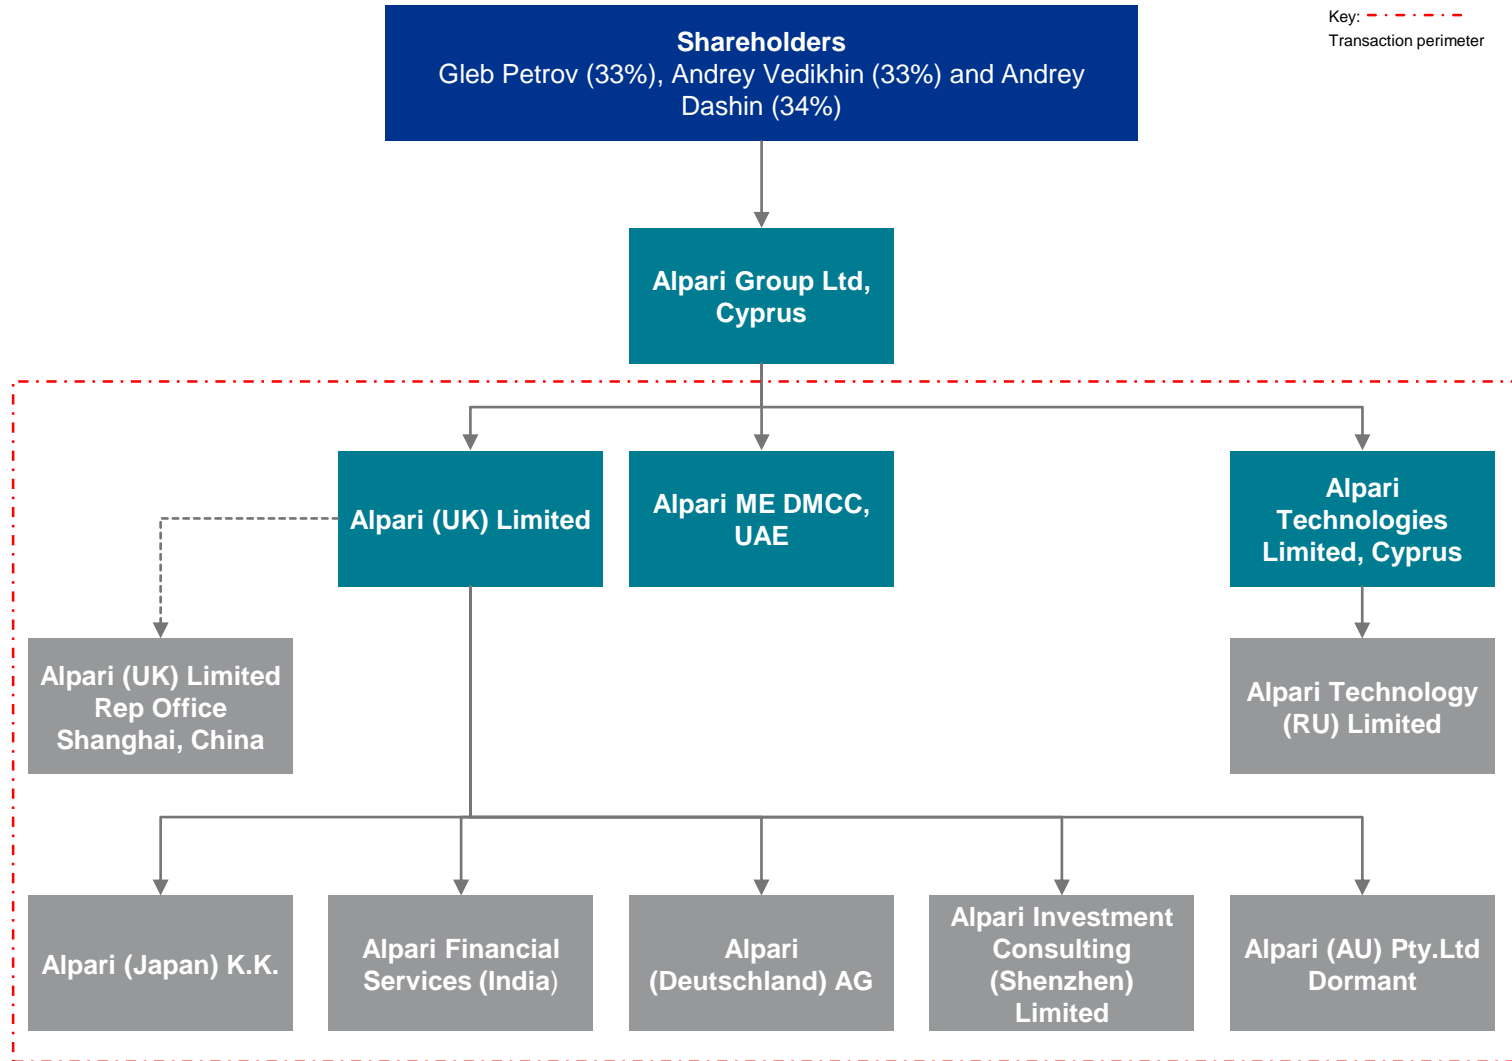 Key:
Transaction perimeter
Shareholders
Gleb Petrov (33%), Andrey Vedikhin (33%) and Andrey
Dashin (34%)
Alpari Group Ltd,
Cyprus
Alpari (UK) Limited
Alpari ME DMCC,
UAE
Alpari
Technologies
Limited, Cyprus
Alpari (UK) Limited
Rep Office
Shanghai, China
Alpari Technology
(RU) Limited
Alpari (Japan) K.K.
Alpari Financial
Services (India)
Alpari
(Deutschland) AG
Alpari Investment
Consulting
(Shenzhen)
Limited
Alpari (AU) Pty.Ltd
Dormant